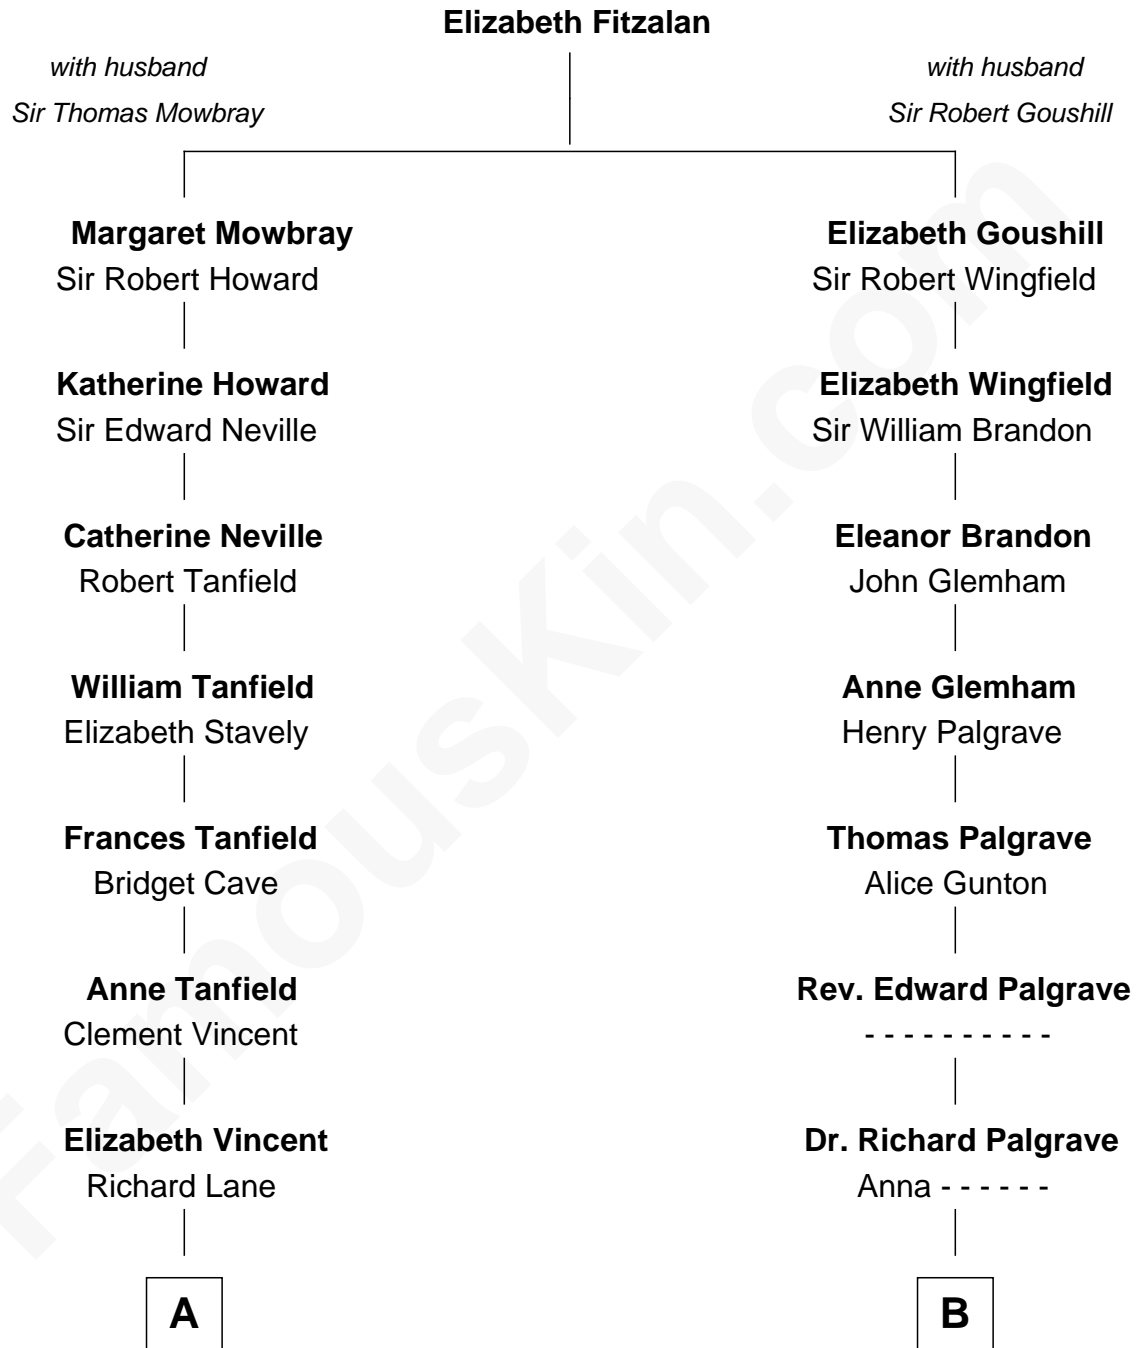 Elizabeth Fitzalan
with husband
Sir Thomas Mowbray
with husband
Sir Robert Goushill
Margaret Mowbray
Sir Robert Howard
Elizabeth Goushill
Sir Robert Wingfield
Katherine Howard
Sir Edward Neville
Elizabeth Wingfield
Sir William Brandon
Catherine Neville
Robert Tanfield
Eleanor Brandon
John Glemham
William Tanfield
Elizabeth Stavely
Anne Glemham
Henry Palgrave
Frances Tanfield
Bridget Cave
Thomas Palgrave
Alice Gunton
Anne Tanfield
Clement Vincent
Rev. Edward Palgrave
- - - - - - - - - -
Elizabeth Vincent
Richard Lane
Dr. Richard Palgrave
Anna - - - - - -
A
B
FamousKin.com